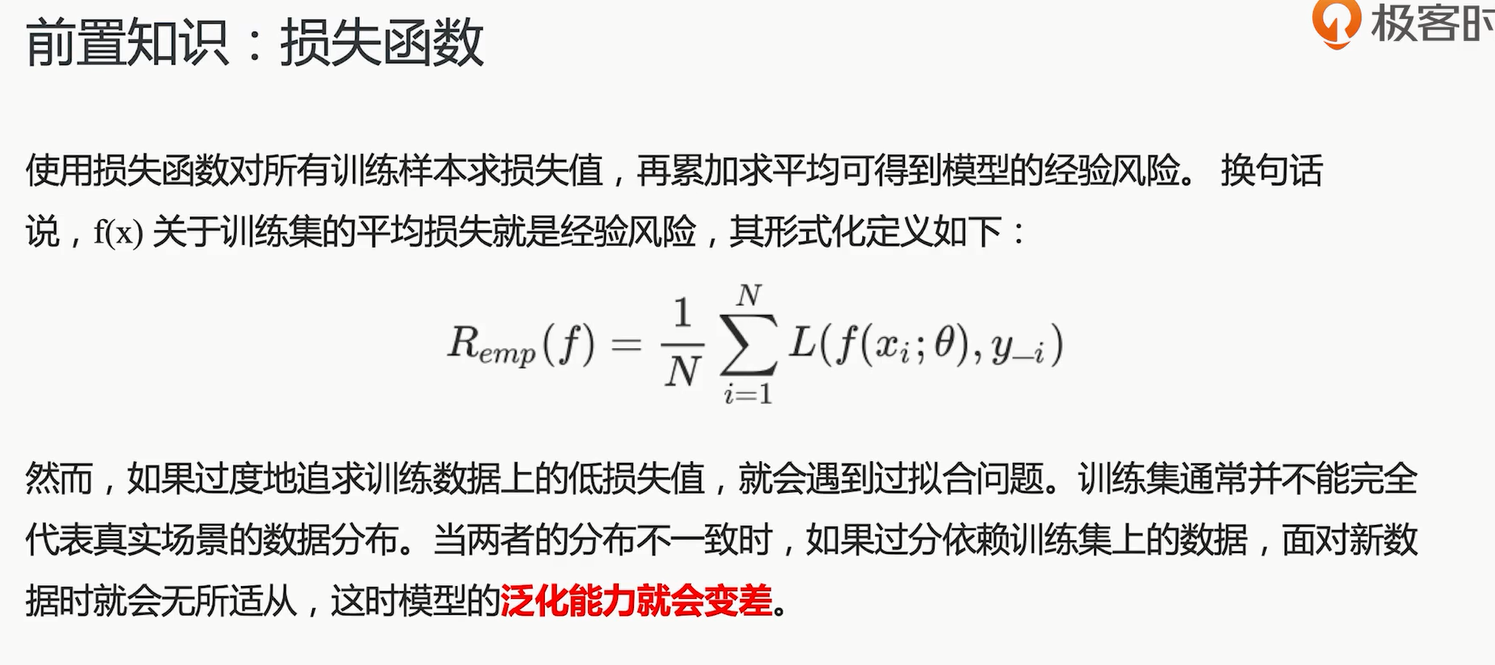 前置知识：损失函数
极客时
使用损失函数对所有训练样本求损失值，再累加求平均可得到模型的经验风险。 换句话
说，f(x) 关于训练集的平均损失就是经验风险，其形式化定义如下：
R_{emp}(f) = \frac{1}{N} \sum_{i=1}^{N} L(f(x_i; θ), y_{-i})
然而，如果过度地追求训练数据上的低损失值，就会遇到过拟合问题。训练集通常并不能完全
代表真实场景的数据分布。当两者的分布不一致时，如果过分依赖训练集上的数据，面对新数
据时就会无所适从，这时模型的泛化能力就会变差。